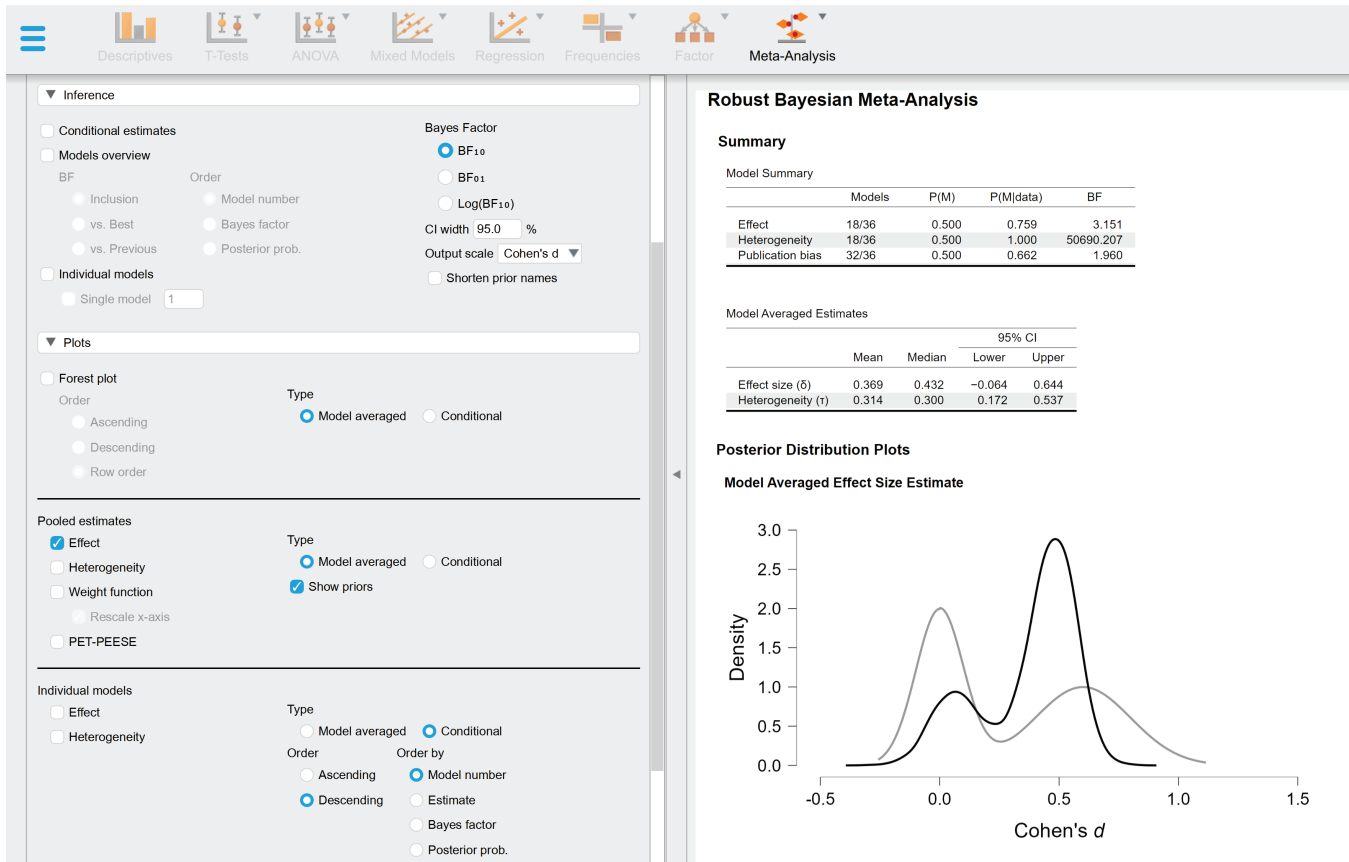 Descriptives T-Tests ANOVA Mixed Models Regression Frequencies Factor Meta-Analysis
Inference
Conditional estimates
Models overview
BF Order
Inclusion Model number
vs. Best Bayes factor
vs. Previous Posterior prob.
Individual models
Single model 1
Bayes Factor
BF₁₀
BF₀₁
Log(BF₁₀)
CI width 95.0 %
Output scale Cohen's d
Shorten prior names
Plots
Forest plot
Order
Ascending
Descending
Row order
Type
Model averaged Conditional
Pooled estimates
Effect
Heterogeneity
Weight function
Rescale x-axis
PET-PEESE
Type
Model averaged Conditional
Show priors
Individual models
Effect
Heterogeneity
Type
Model averaged Conditional
Order Order by
Ascending Model number
Descending Estimate
Bayes factor
Posterior prob.
Robust Bayesian Meta-Analysis
Summary
Model Summary
Models P(M) P(M|data) BF
Effect 18/36 0.500 0.759 3.151
Heterogeneity 18/36 0.500 1.000 50690.207
Publication bias 32/36 0.500 0.662 1.960
Model Averaged Estimates
95% CI
Mean Median Lower Upper
Effect size (δ) 0.369 0.432 −0.064 0.644
Heterogeneity (τ) 0.314 0.300 0.172 0.537
Posterior Distribution Plots
Model Averaged Effect Size Estimate
3.0
2.5
2.0
1.5
1.0
0.5
0.0
Density
-0.5 0.0 0.5 1.0 1.5
Cohen's d